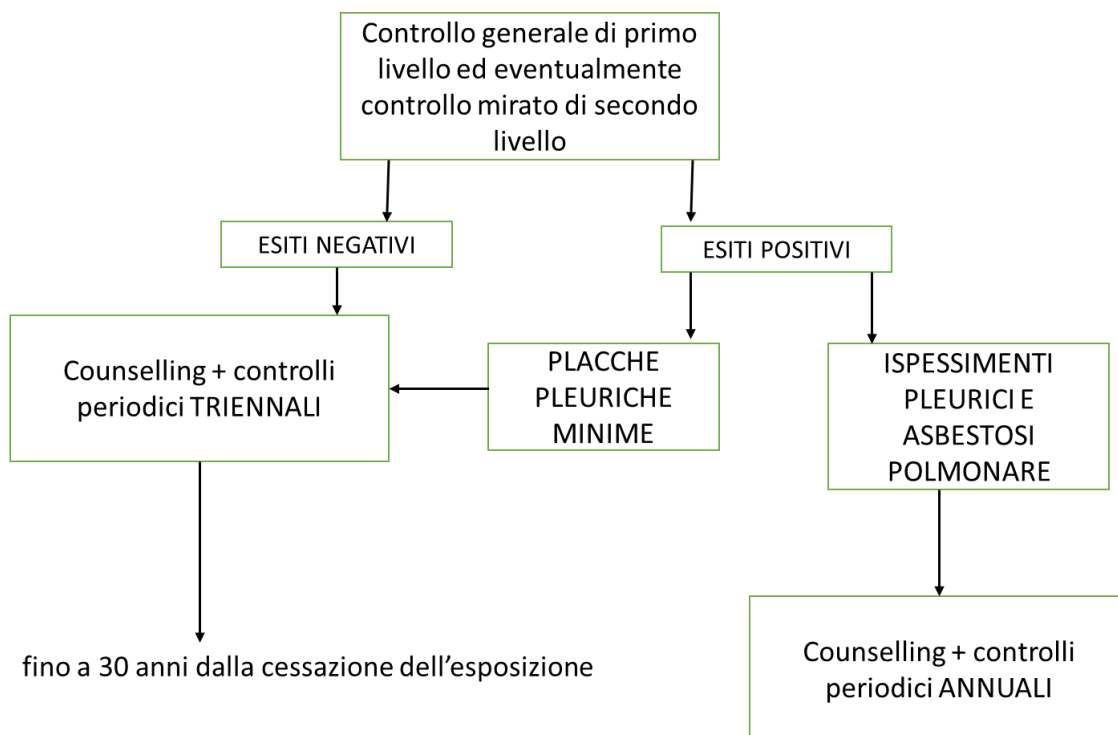 Controllo generale di primo
livello ed eventualmente
controllo mirato di secondo
livello
ESITI NEGATIVI
ESITI POSITIVI
Counselling + controlli
periodici TRIENNALI
PLACCHE
PLEURICHE
MINIME
ISPESSIMENTI
PLEURICI E
ASBESTOSI
POLMONARE
fino a 30 anni dalla cessazione dell'esposizione
Counselling + controlli
periodici ANNUALI